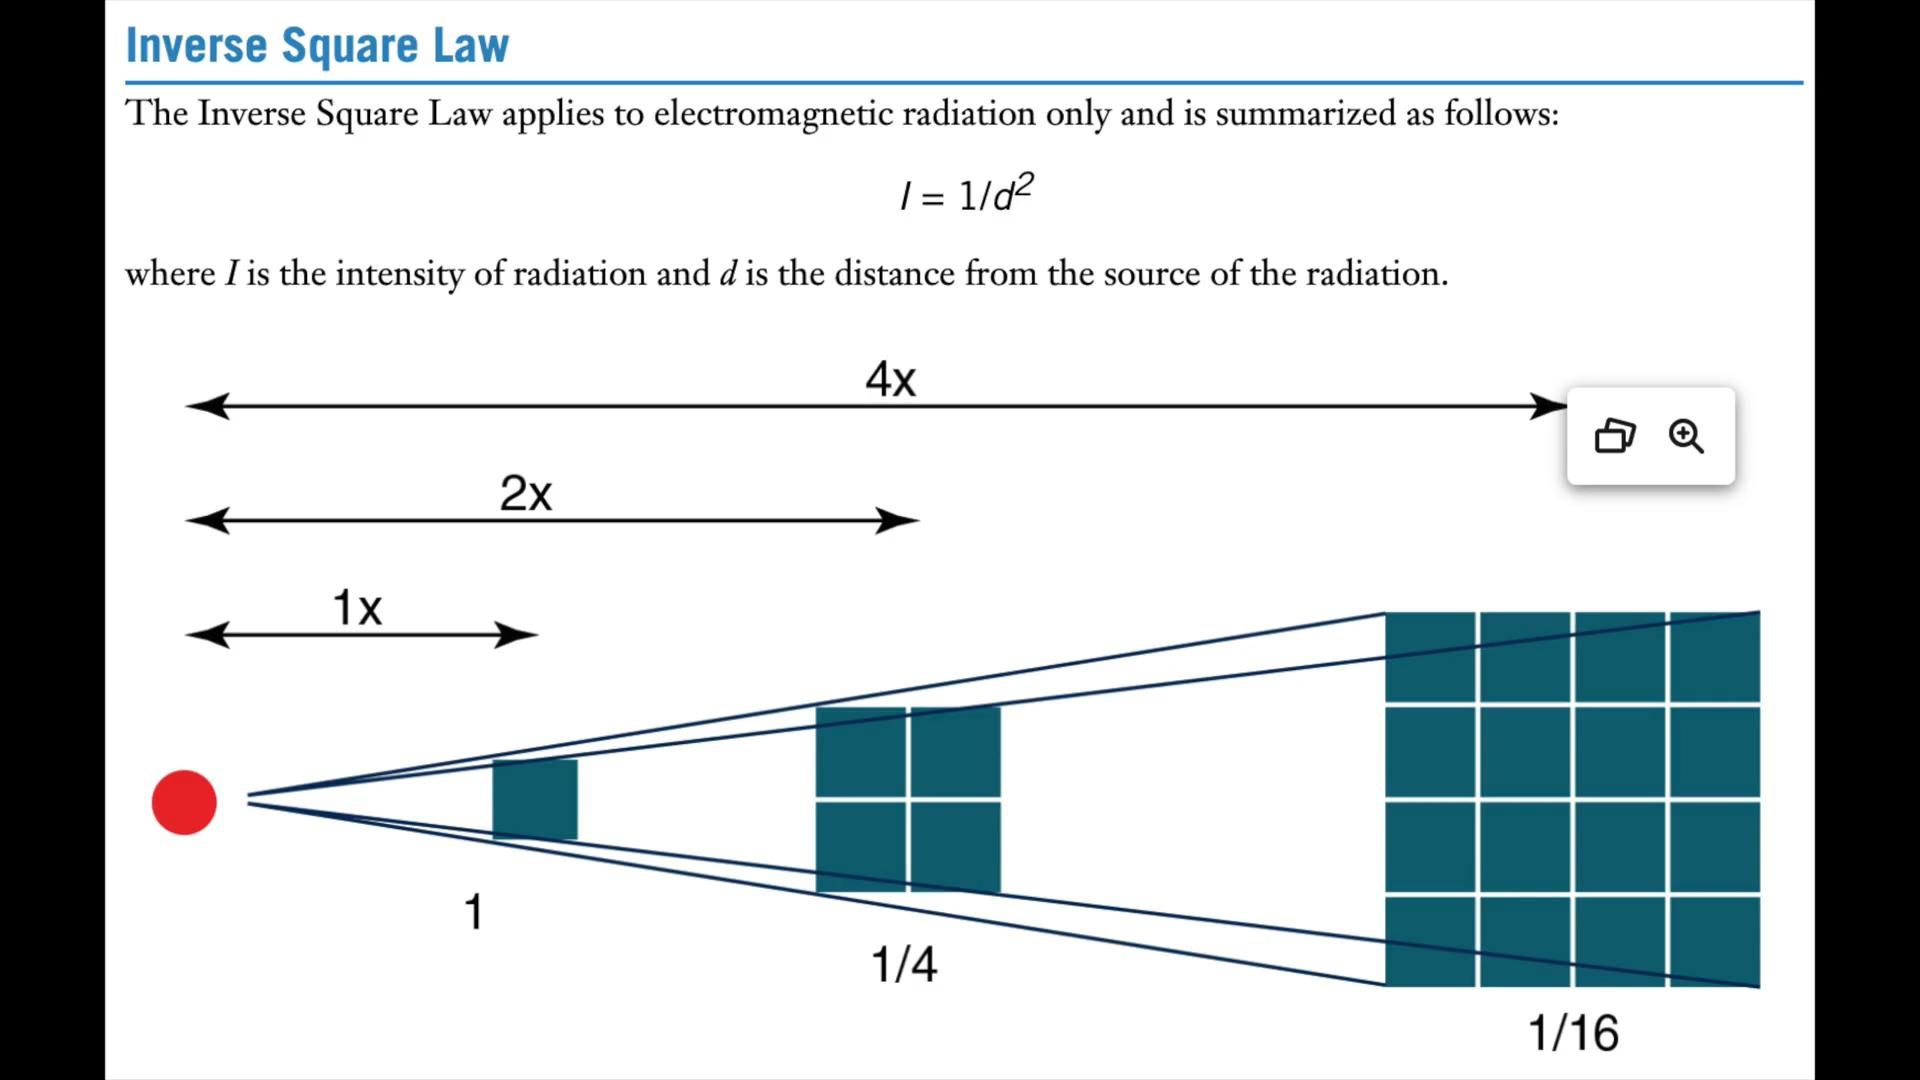 Inverse Square Law
The Inverse Square Law applies to electromagnetic radiation only and is summarized as follows:
I = 1/d²
where I is the intensity of radiation and d is the distance from the source of the radiation.
4x
2x
1x
1
1/4
1/16